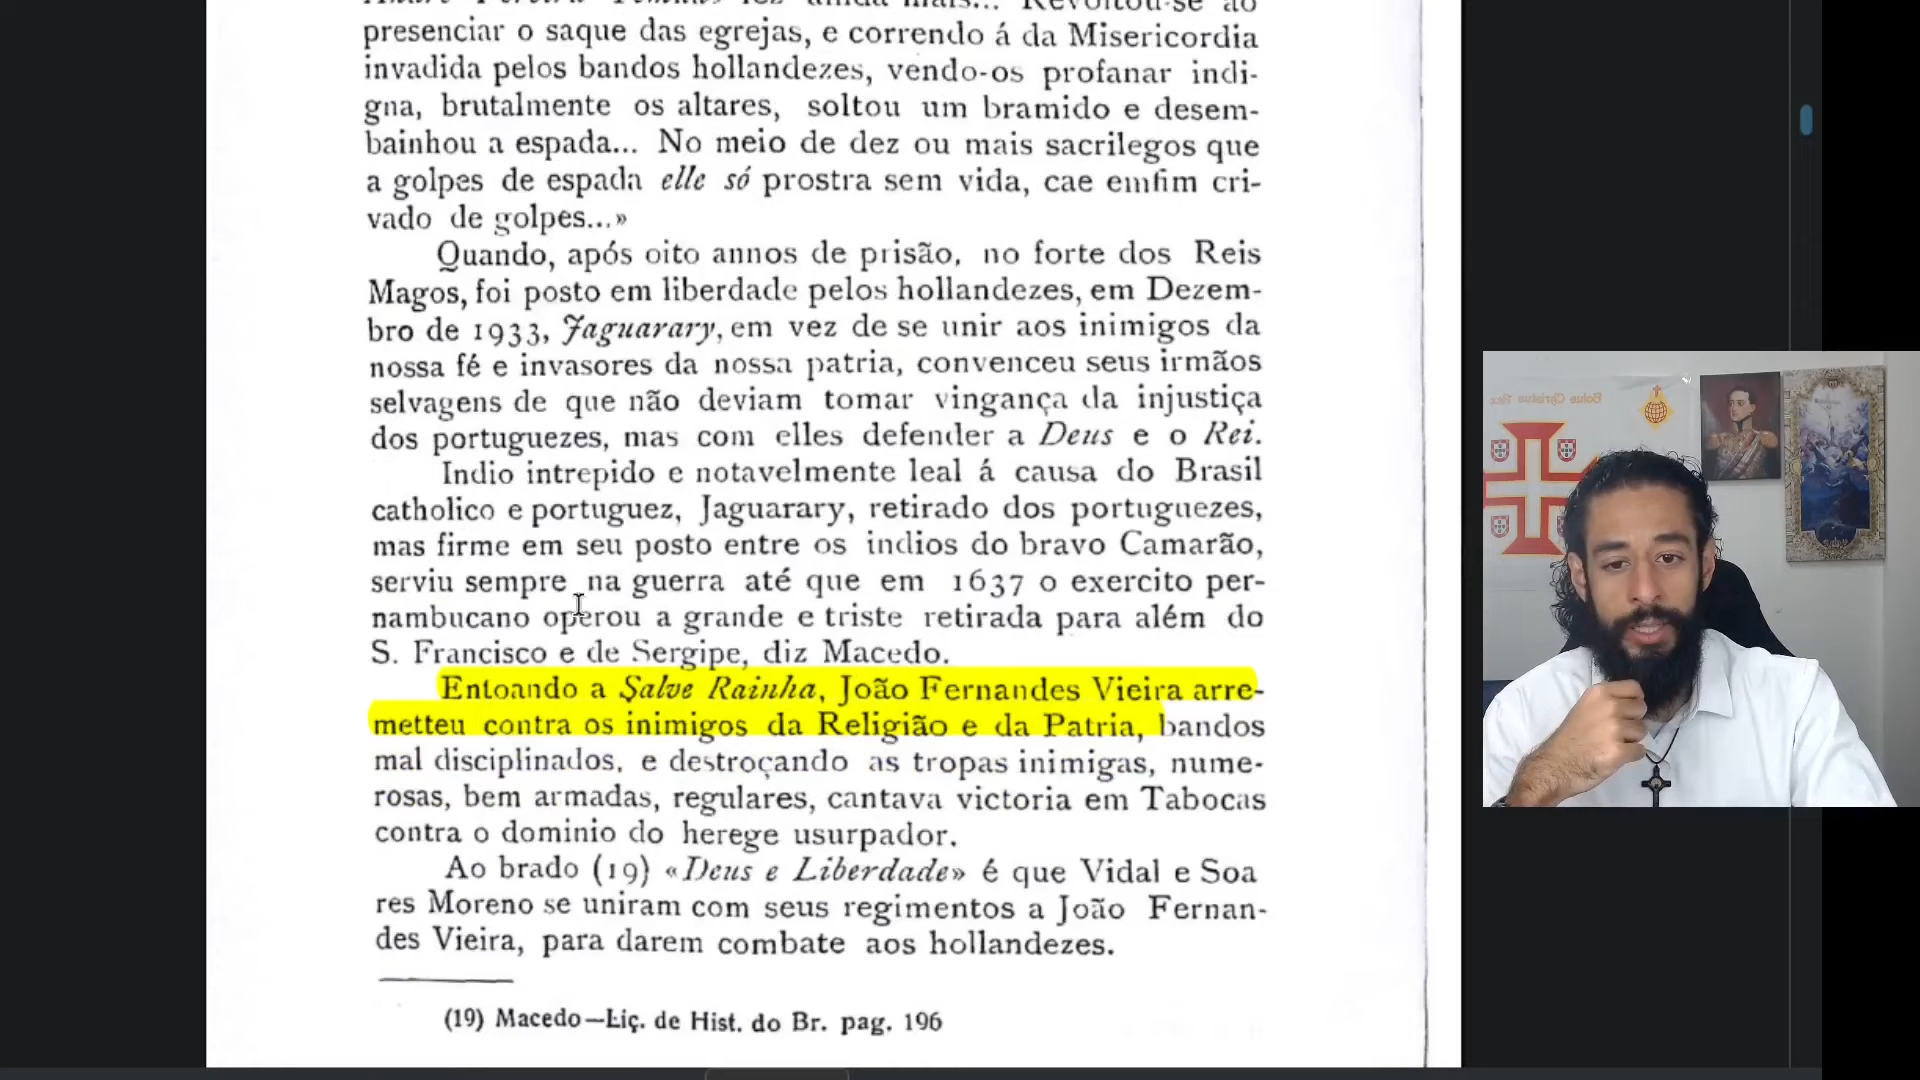 presenciar o saque das egrejas, e correndo á da Misericordia
invadida pelos bandos hollandezes, vendo-os profanar indi-
gna, brutalmente os altares, soltou um bramido e desem-
bainhou a espada... No meio de dez ou mais sacrilegos que
a golpes de espada elle só prostra sem vida, cae emfim cri-
vado de golpes...»
Quando, após oito annos de prisão, no forte dos Reis
Magos, foi posto em liberdade pelos hollandezes, em Dezem-
bro de 1933, Jaguarary, em vez de se unir aos inimigos da
nossa fé e invasores da nossa patria, convenceu seus irmãos
selvagens de que não deviam tomar vingança da injustiça
dos portuguezes, mas com elles defender a Deus e o Rei.
Indio intrepido e notavelmente leal á causa do Brasil
catholico e portuguez, Jaguarary, retirado dos portuguezes,
mas firme em seu posto entre os indios do bravo Camarão,
serviu sempre na guerra até que em 1637 o exercito per-
nambucano operou a grande e triste retirada para além do
S. Francisco e de Sergipe, diz Macedo.
Entoando a Salve Rainha, João Fernandes Vieira arre-
metteu contra os inimigos da Religião e da Patria, bandos
mal disciplinados, e destroçando as tropas inimigas, nume-
rosas, bem armadas, regulares, cantava victoria em Tabocas
contra o dominio do herege usurpador.
Ao brado (19) «Deus e Liberdade» é que Vidal e Soa
res Moreno se uniram com seus regimentos a João Fernan-
des Vieira, para darem combate aos hollandezes.
(19) Macedo—Liç. de Hist. do Br. pag. 196